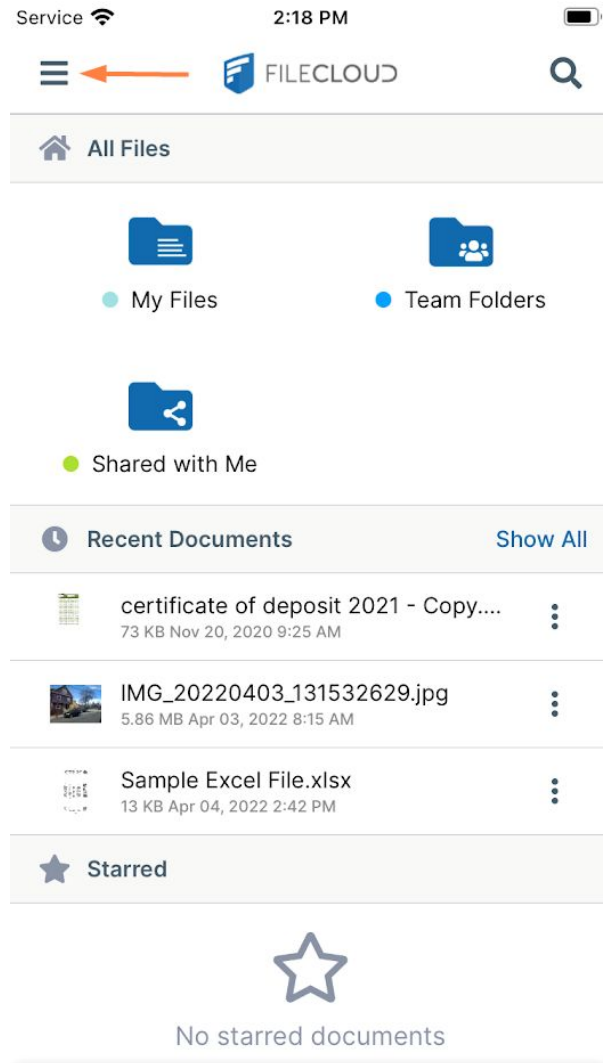 Service 2:18 PM
FILECLOUD
All Files
My Files Team Folders
Shared with Me
Recent Documents Show All
certificate of deposit 2021 - Copy....
73 KB Nov 20, 2020 9:25 AM
IMG_20220403_131532629.jpg
5.86 MB Apr 03, 2022 8:15 AM
Sample Excel File.xlsx
13 KB Apr 04, 2022 2:42 PM
Starred
No starred documents